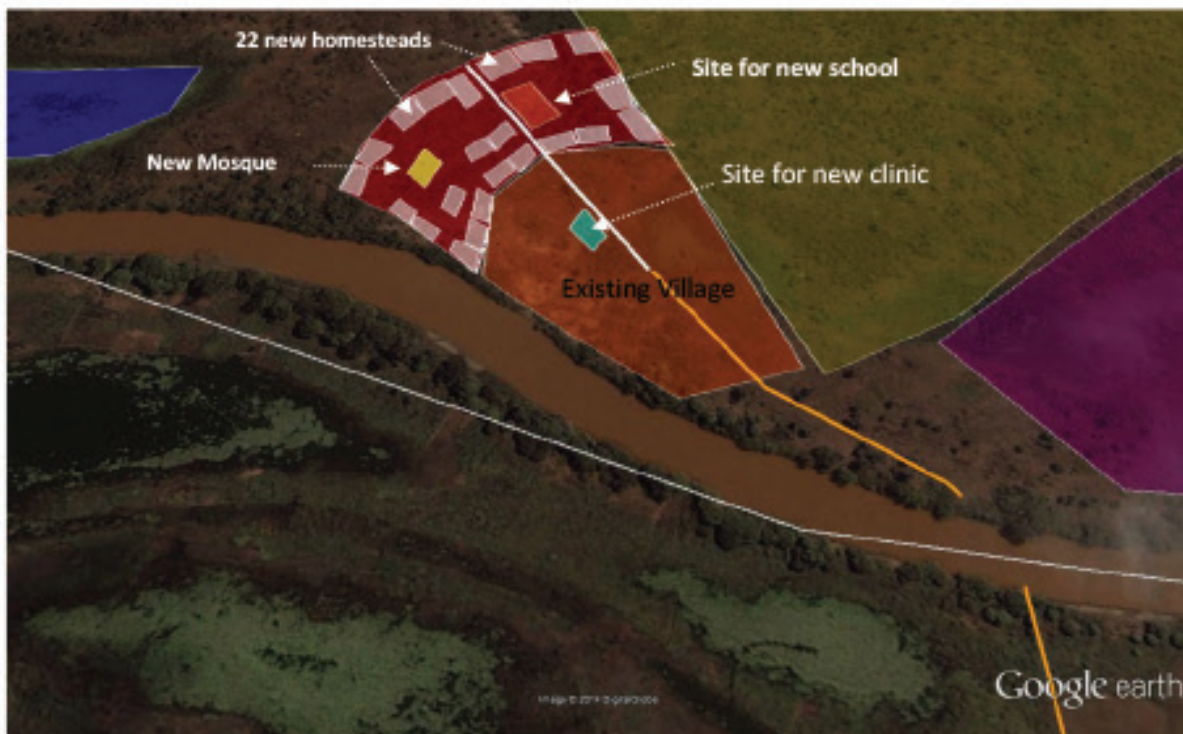 22 new homesteads
Site for new school
New Mosque
Site for new clinic
Existing Village
Google earth